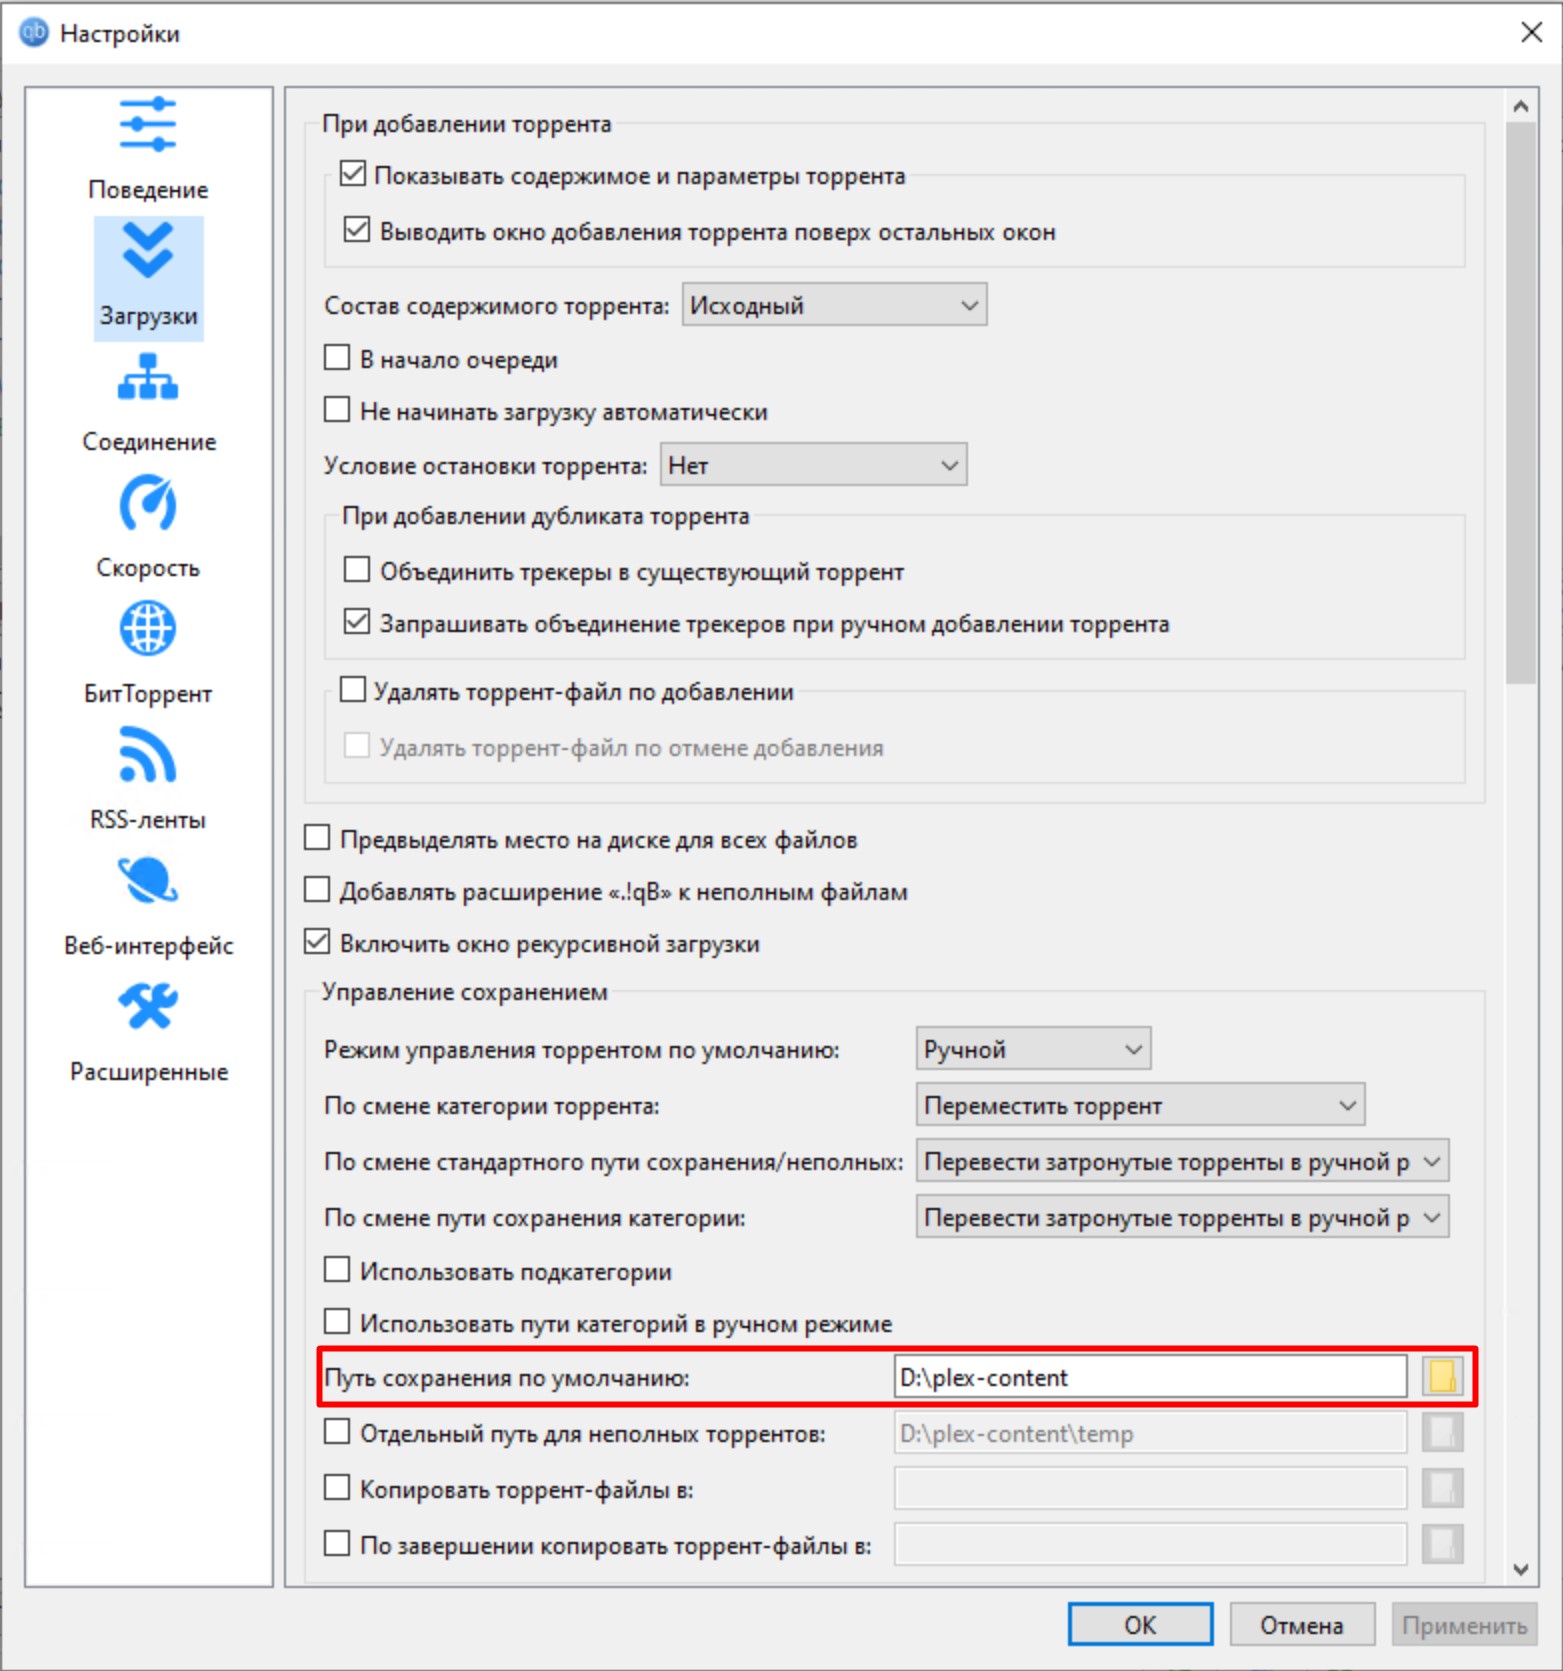 qb Настройки
Поведение
Загрузки
Соединение
Скорость
БитТоррент
RSS-ленты
Веб-интерфейс
Расширенные
При добавлении торрента
Показывать содержимое и параметры торрента
Выводить окно добавления торрента поверх остальных окон
Состав содержимого торрента: Исходный
В начало очереди
Не начинать загрузку автоматически
Условие остановки торрента: Нет
При добавлении дубликата торрента
Объединить трекеры в существующий торрент
Запрашивать объединение трекеров при ручном добавлении торрента
Удалять торрент-файл по добавлении
Удалять торрент-файл по отмене добавления
Предвыделять место на диске для всех файлов
Добавлять расширение «.!qB» к неполным файлам
Включить окно рекурсивной загрузки
Управление сохранением
Режим управления торрентом по умолчанию: Ручной
По смене категории торрента: Переместить торрент
По смене стандартного пути сохранения/неполных: Перевести затронутые торренты в ручной р
По смене пути сохранения категории: Перевести затронутые торренты в ручной р
Использовать подкатегории
Использовать пути категорий в ручном режиме
Путь сохранения по умолчанию: D:\plex-content
Отдельный путь для неполных торрентов: D:\plex-content\temp
Копировать торрент-файлы в:
По завершении копировать торрент-файлы в:
ОК Отмена Применить